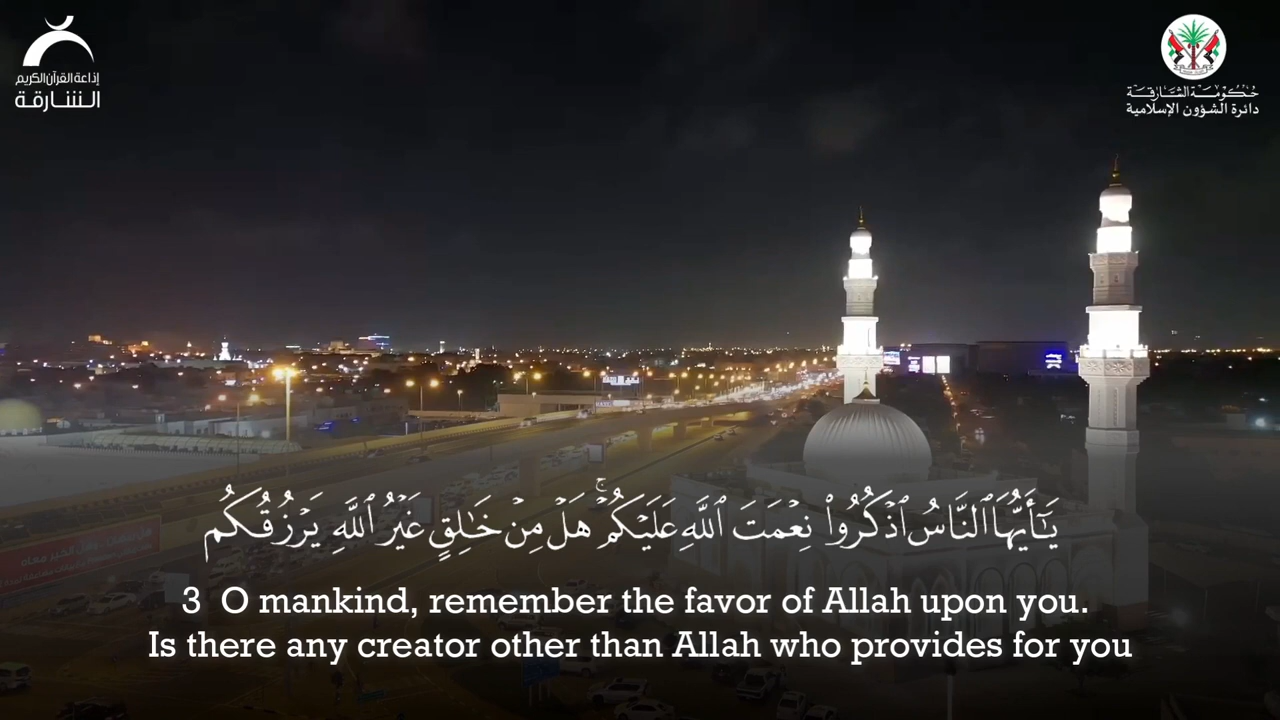 إذاعة القرآن الكريم
الشارقة
حكومة الشارقة
دائرة الشؤون الإسلامية
يَـٰٓأَيُّهَا ٱلنَّاسُ ٱذْكُرُوا۟ نِعْمَتَ ٱللَّهِ عَلَيْكُمْ ۚ هَلْ مِنْ خَـٰلِقٍ غَيْرُ ٱللَّهِ يَرْزُقُكُم
3 O mankind, remember the favor of Allah upon you.
Is there any creator other than Allah who provides for you